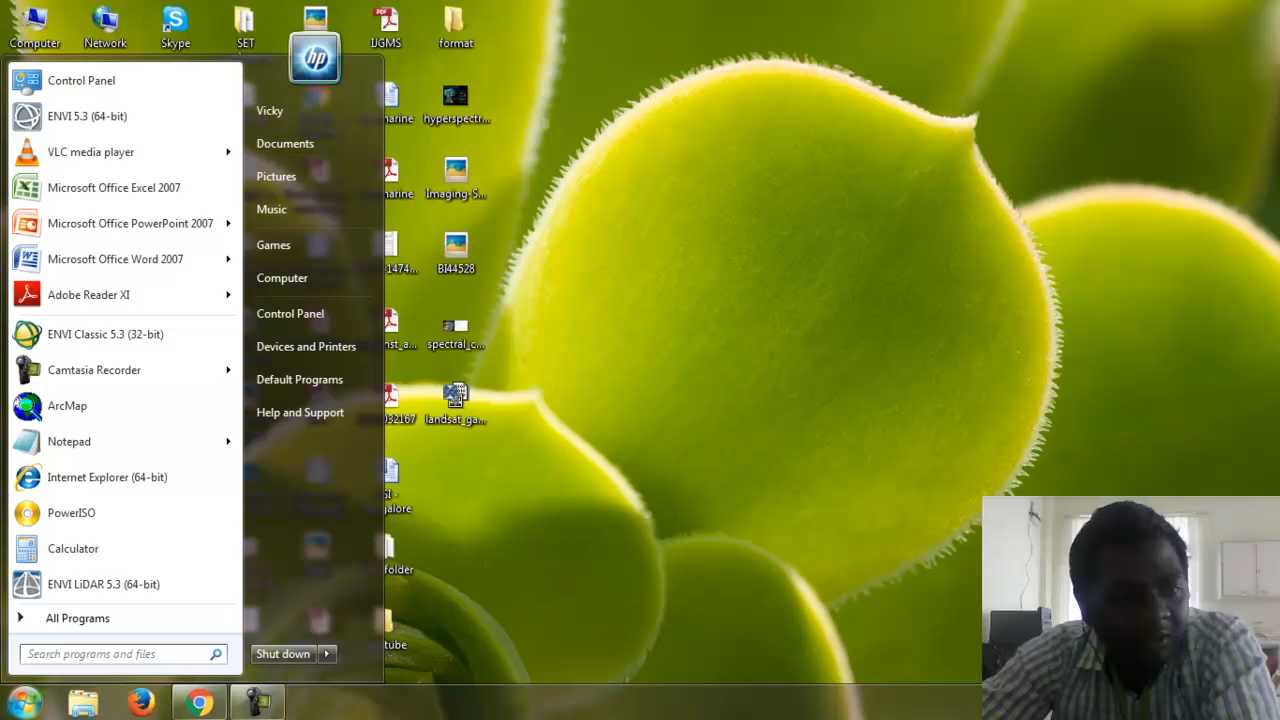 Computer
Network
Skype
SET
IJGMS
format
hp
Control Panel
ENVI 5.3 (64-bit)
VLC media player
Microsoft Office Excel 2007
Microsoft Office PowerPoint 2007
Microsoft Office Word 2007
Adobe Reader XI
ENVI Classic 5.3 (32-bit)
Camtasia Recorder
ArcMap
Notepad
Internet Explorer (64-bit)
PowerISO
Calculator
ENVI LiDAR 5.3 (64-bit)
All Programs
Search programs and files
Vicky
Documents
Pictures
Music
Games
Computer
Control Panel
Devices and Printers
Default Programs
Help and Support
Shut down
hyperspectr...
Imaging-S...
BI44528
spectral_c...
landsat_ga...